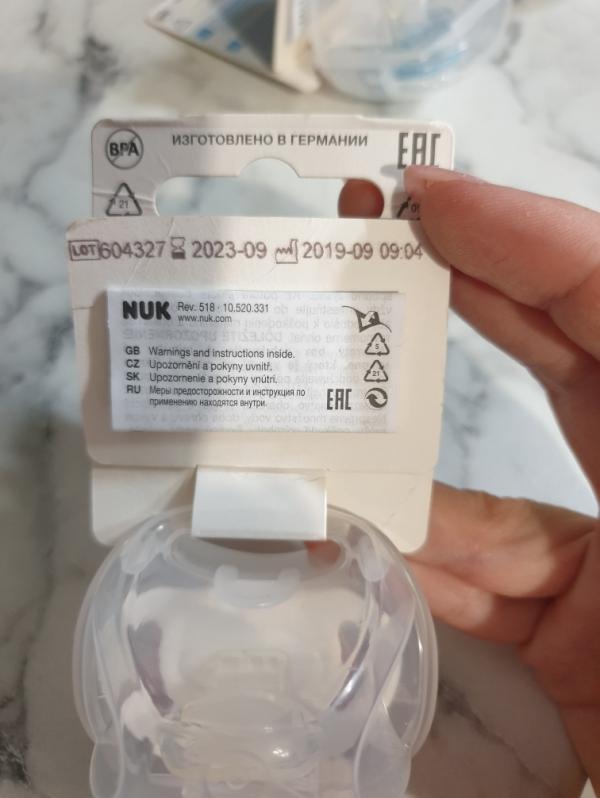 BPA
ИЗГОТОВЛЕНО В ГЕРМАНИИ
EAC
21
LOT 604327 2023-09 2019-09 09:04
NUK Rev. 518 · 10.520.331
www.nuk.com
5
GB Warnings and instructions inside.
CZ Upozornění a pokyny uvnitř.
21
SK Upozornenie a pokyny vnútri.
RU Меры предосторожности и инструкция по
применению находятся внутри.
EAC